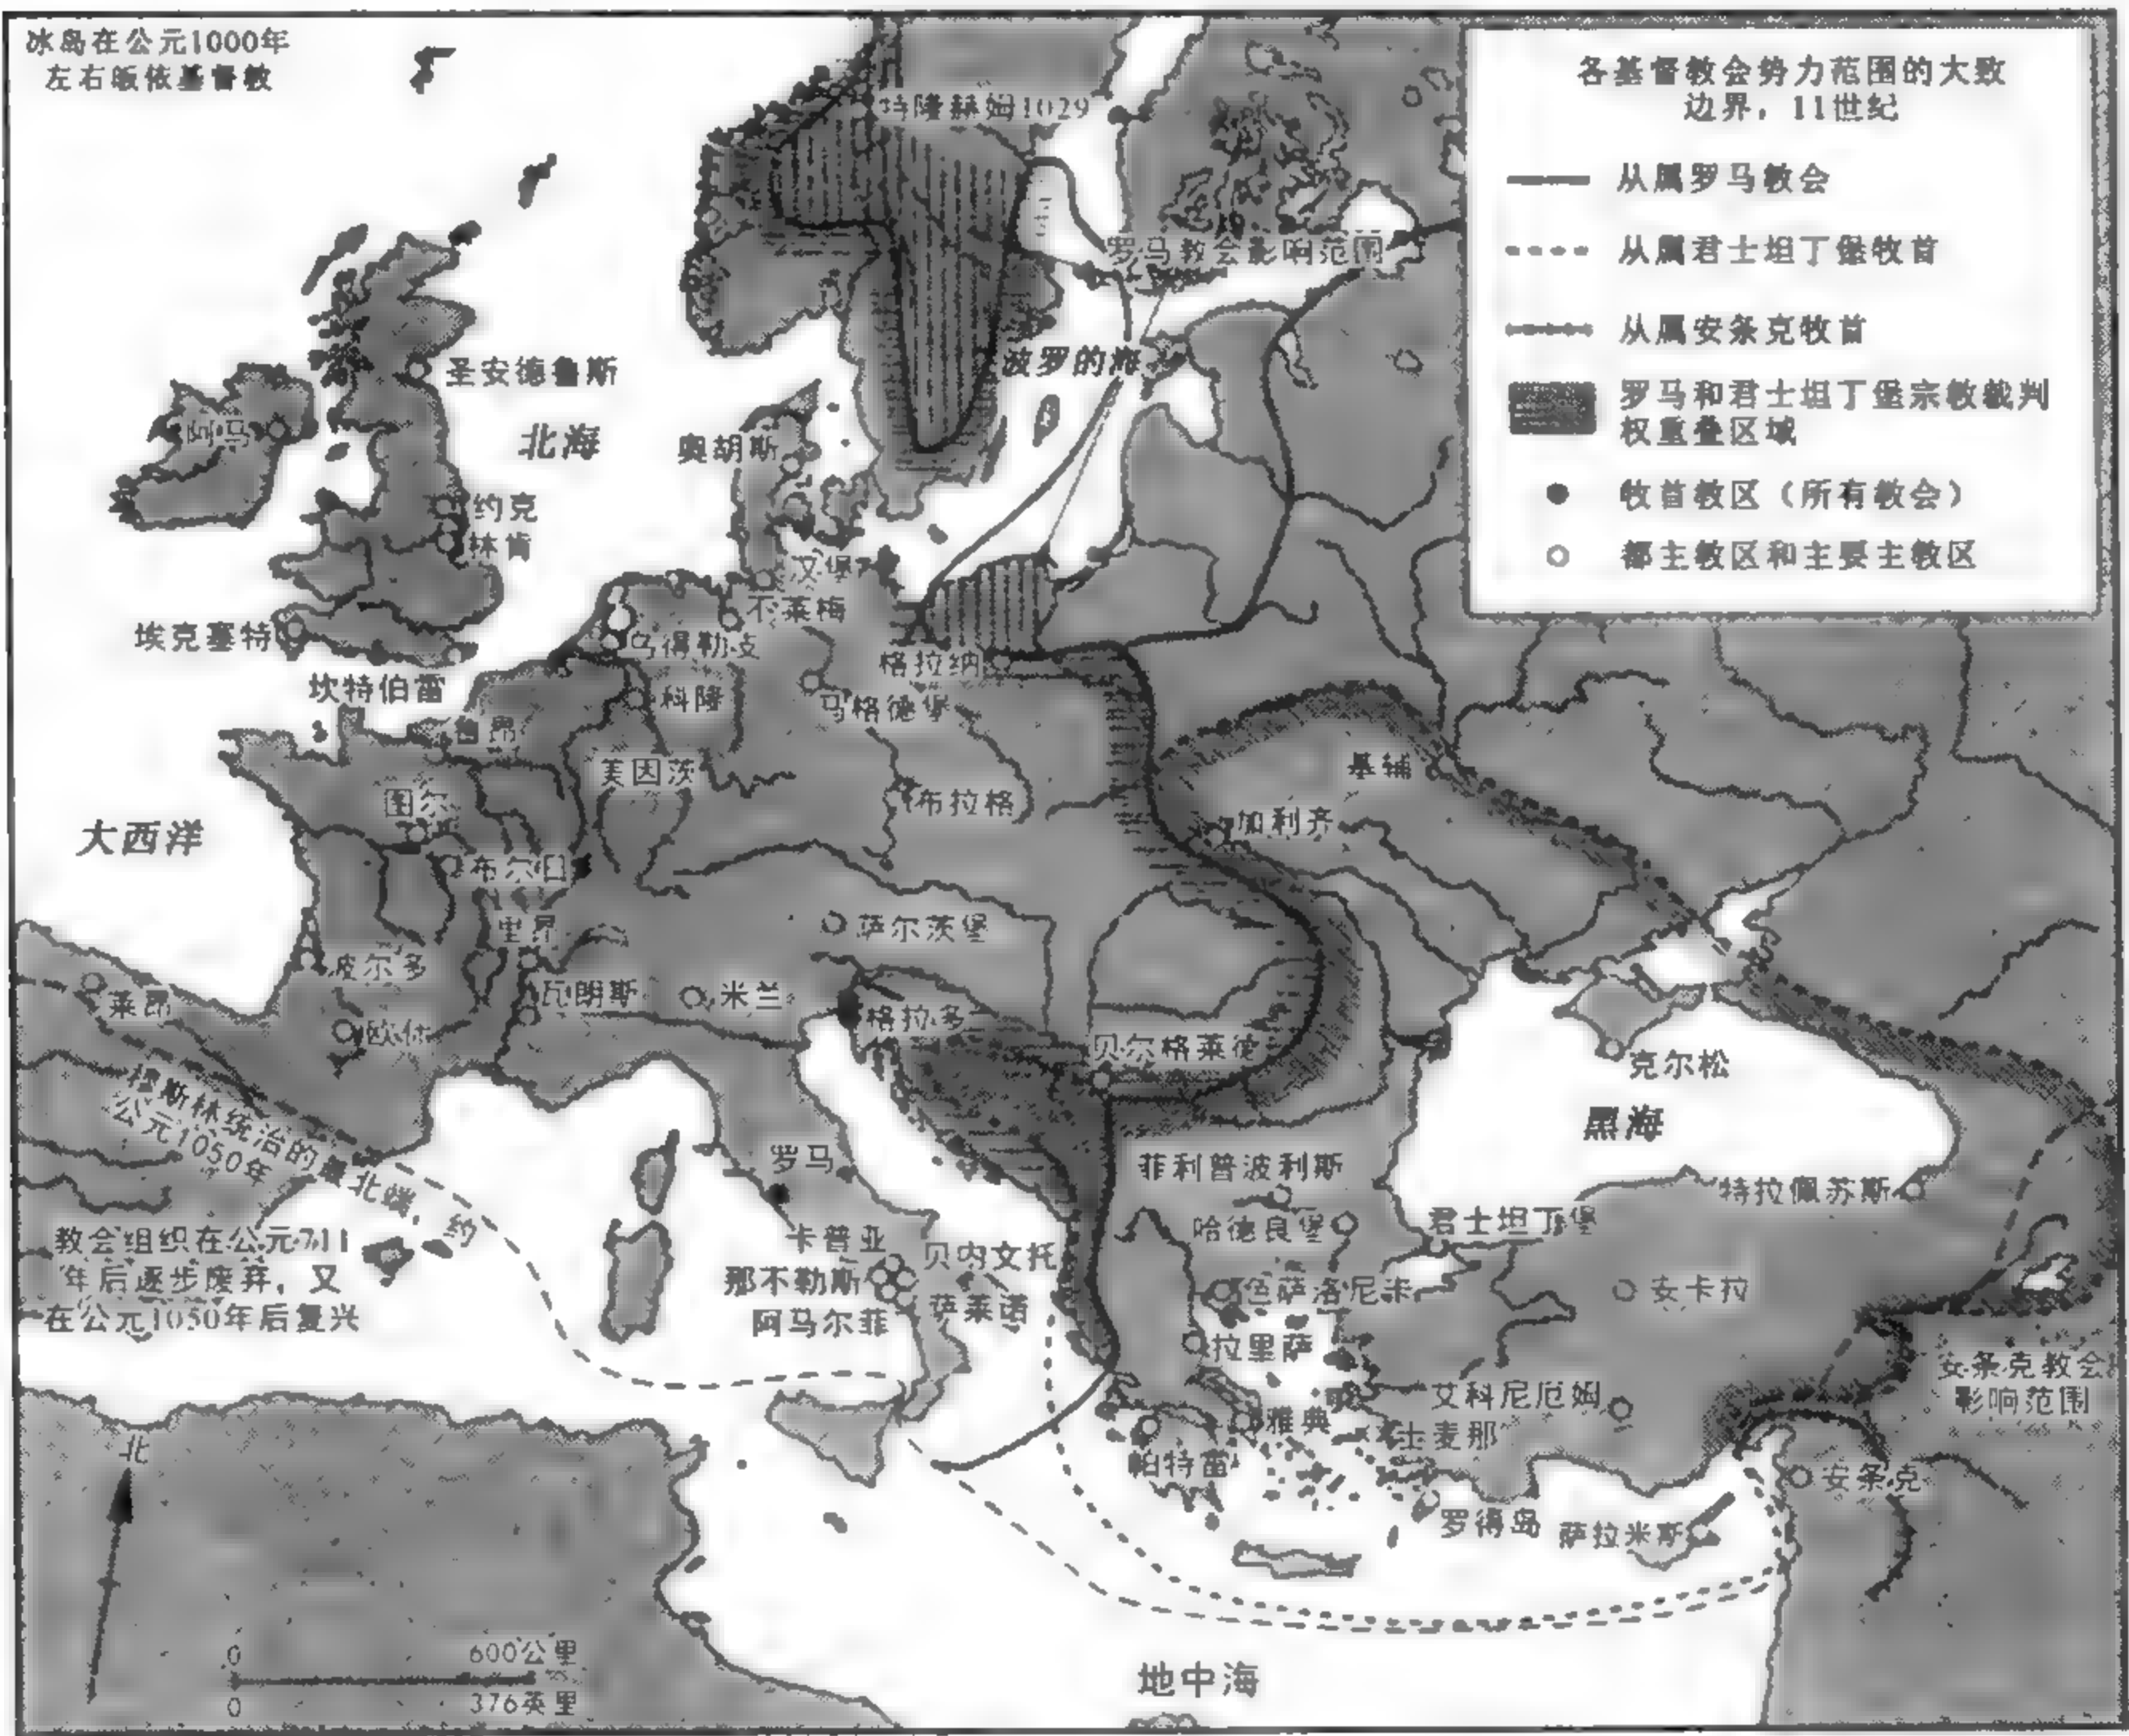 冰岛在公元1000年
左右皈依基督教
各基督教会势力范围的大致
边界，11世纪
从属罗马教会
从属君士坦丁堡牧首
从属安条克牧首
罗马和君士坦丁堡宗教裁判
权重叠区域
牧首教区（所有教会）
都主教区和主要主教区
特隆赫姆1029
罗马教会影响范围
圣安德鲁斯
波罗的海
北海
奥胡斯
约克
林肯
汉堡
不莱梅
埃克塞特
乌得勒支
格拉纳
坎特伯雷
科隆
马格德堡
美因茨
基辅
图尔
布拉格
加利齐
大西洋
布尔日
里昂
萨尔茨堡
波尔多
莱昂
瓦朗斯
米兰
格拉多
欧什
贝尔格莱德
克尔松
穆斯林统治的最北端，约
公元1050年
黑海
罗马
菲利普波利斯
特拉佩苏斯
教会组织在公元711
年后逐步废弃，又
在公元1050年后复兴
卡普亚
贝内文托
哈德良堡
君士坦丁堡
那不勒斯
萨莱诺
色萨洛尼卡
安卡拉
阿马尔菲
拉里萨
安条克教会
影响范围
艾科尼厄姆
雅典
士麦那
北
帕特雷
安条克
罗得岛
萨拉米斯
0
600公里
0
376英里
地中海